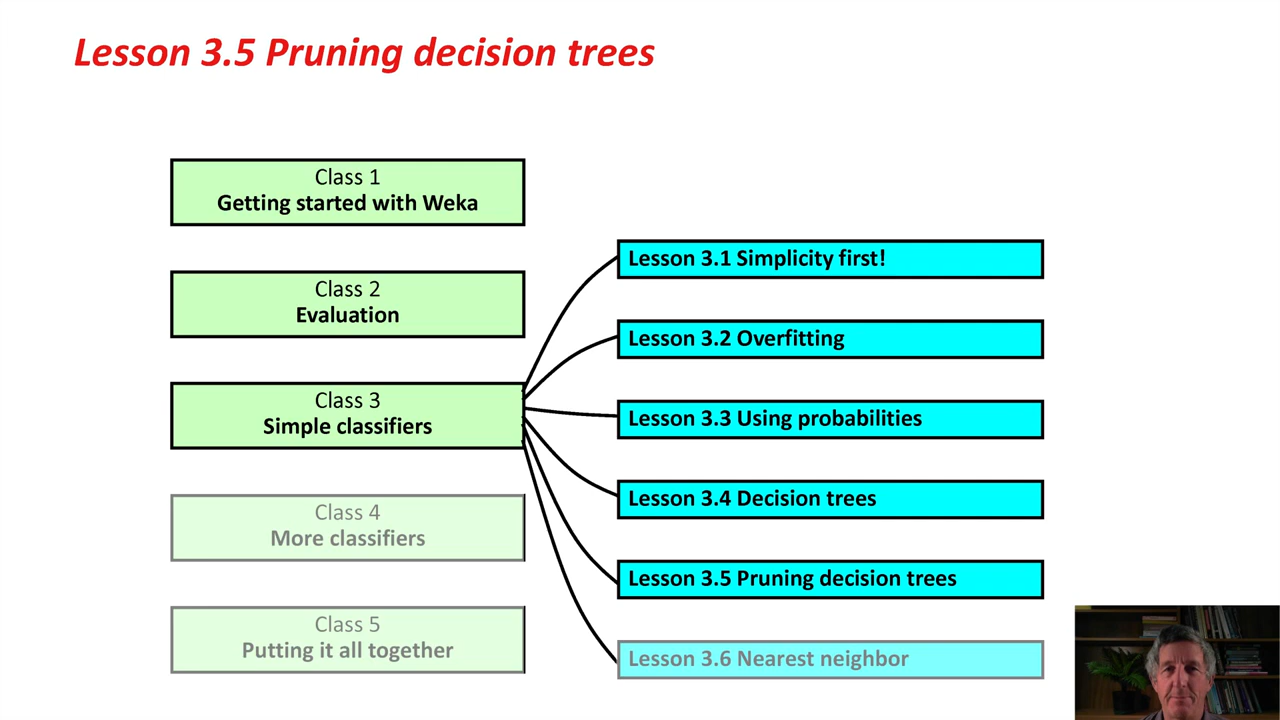 Lesson 3.5 Pruning decision trees
Class 1
Getting started with Weka
Class 2
Evaluation
Class 3
Simple classifiers
Class 4
More classifiers
Class 5
Putting it all together
Lesson 3.1 Simplicity first!
Lesson 3.2 Overfitting
Lesson 3.3 Using probabilities
Lesson 3.4 Decision trees
Lesson 3.5 Pruning decision trees
Lesson 3.6 Nearest neighbor